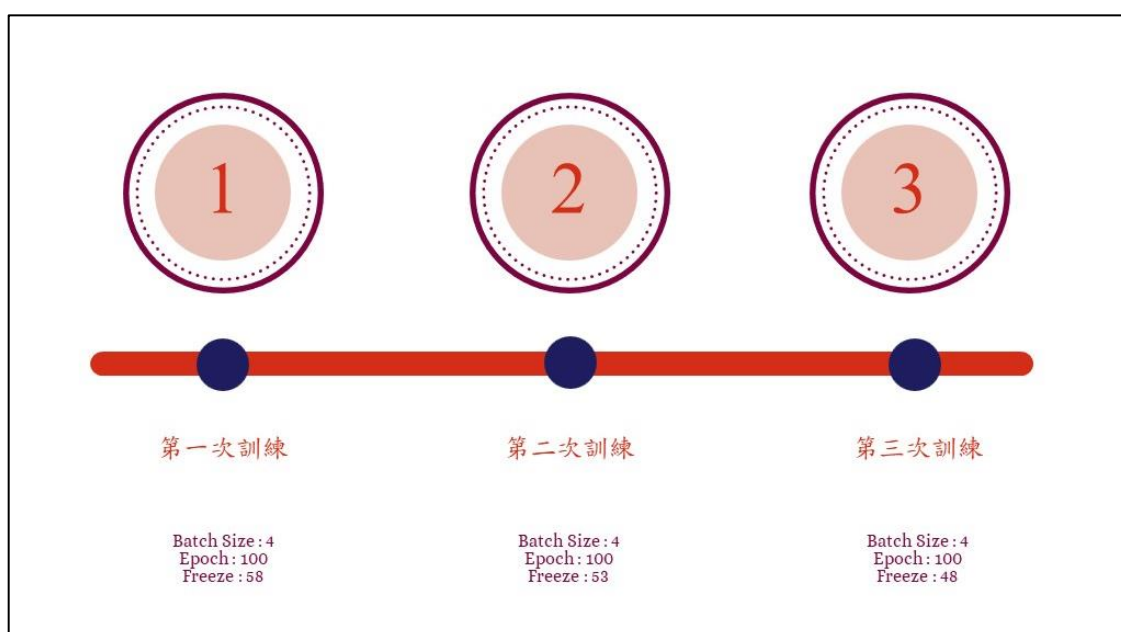 1
2
3
第一次訓練
第二次訓練
第三次訓練
Batch Size : 4
Epoch : 100
Freeze : 58
Batch Size : 4
Epoch : 100
Freeze : 53
Batch Size : 4
Epoch : 100
Freeze : 48